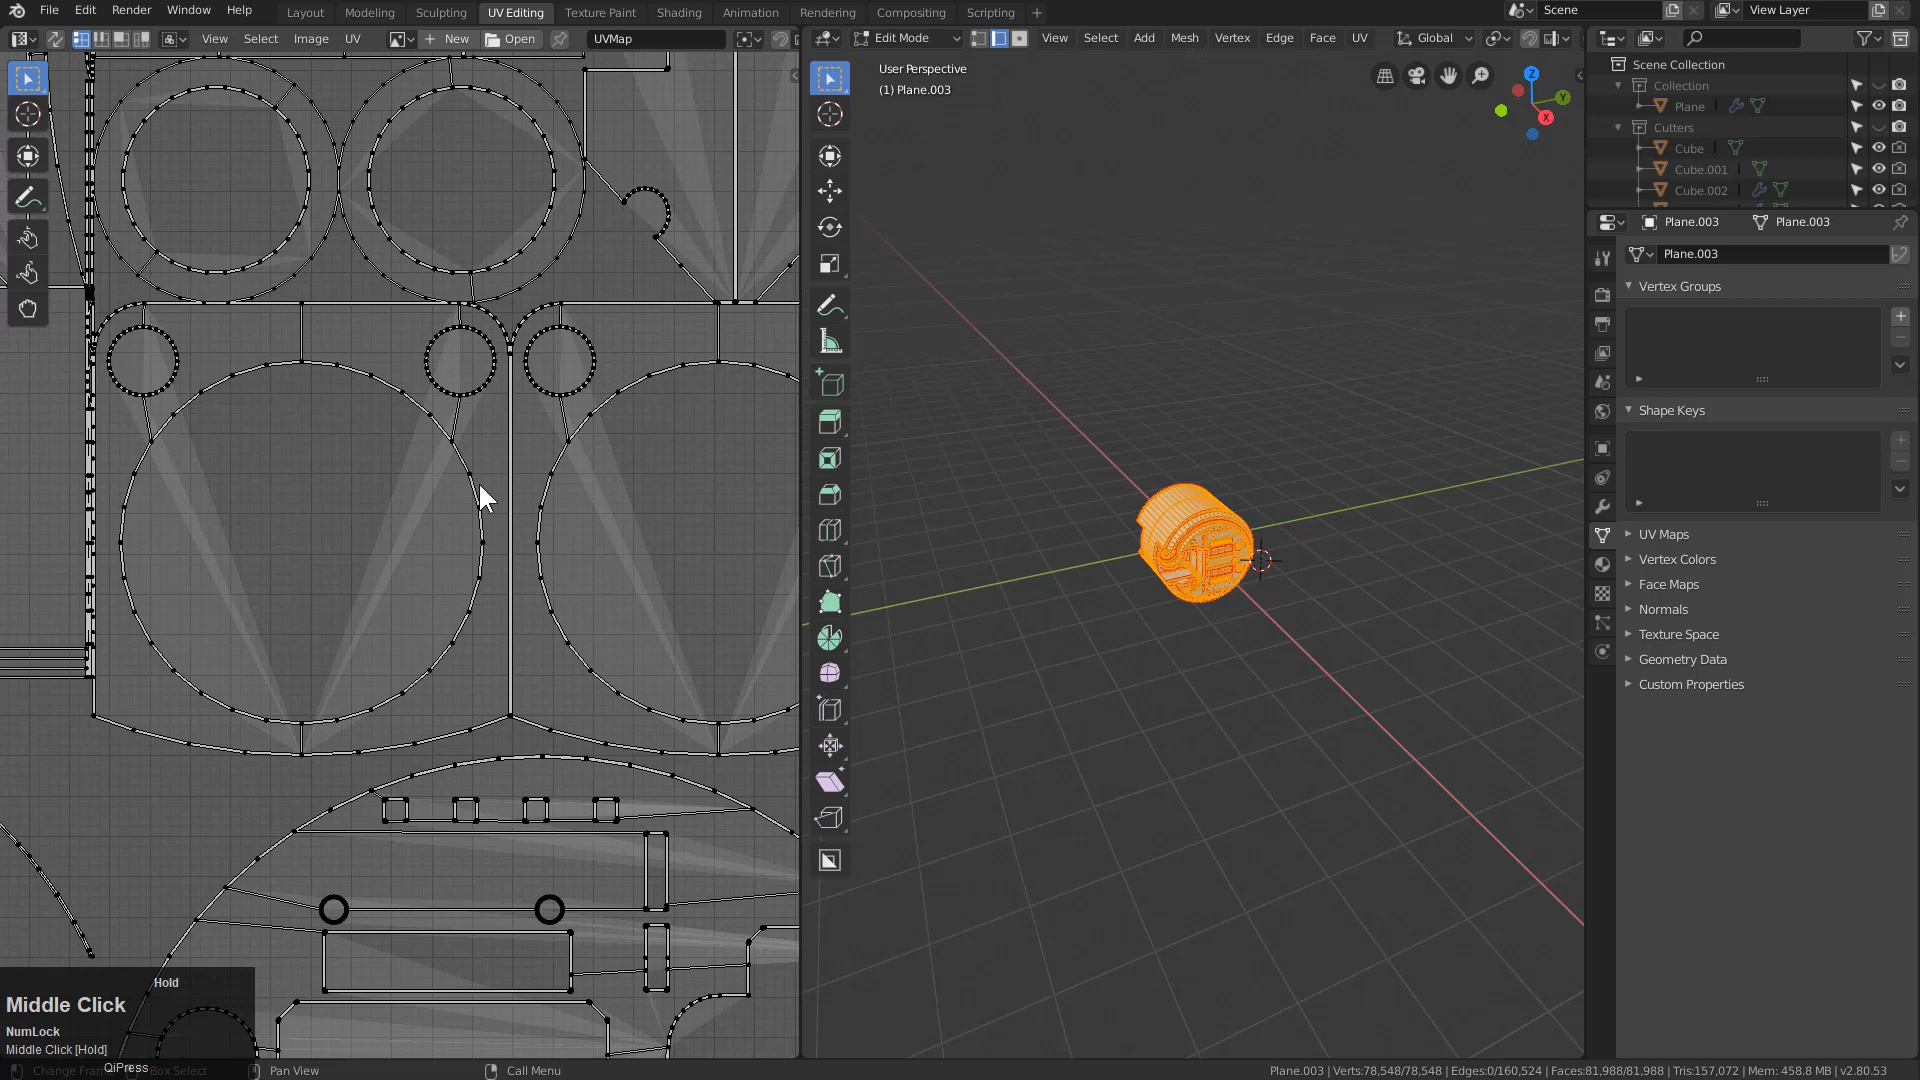 File Edit Render Window Help Layout Modeling Sculpting UV Editing Texture Paint Shading Animation Rendering Compositing Scripting + Scene View Layer
View Select Image UV New Open UVMap Edit Mode View Select Add Mesh Vertex Edge Face UV Global
User Perspective
(1) Plane.003
Z
Y
X
Scene Collection
Collection
Plane
Cutters
Cube
Cube.001
Cube.002
Plane.003 Plane.003
Plane.003
Vertex Groups
Shape Keys
UV Maps
Vertex Colors
Face Maps
Normals
Texture Space
Geometry Data
Custom Properties
Hold
Middle Click
NumLock
Middle Click [Hold]
QiPress
Change Frame Box Select Pan View Call Menu Plane.003 | Verts:78,548/78,548 | Edges:0/160,524 | Faces:81,988/81,988 | Tris:157,072 | Mem: 458.8 MB | v2.80.53